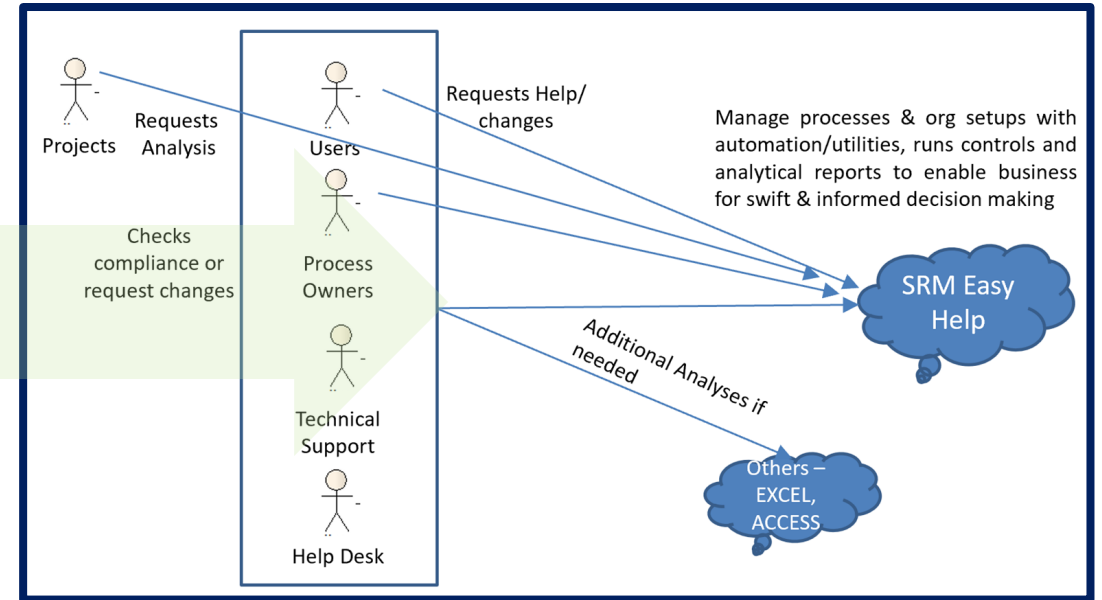 Projects
Requests
Analysis
Users
Requests Help/
changes
Manage processes & org setups with
automation/utilities, runs controls and
analytical reports to enable business
for swift & informed decision making
Checks
compliance or
request changes
Process
Owners
SRM Easy
Help
Additional Analyses if
needed
Technical
Support
Others –
EXCEL,
ACCESS
Help Desk